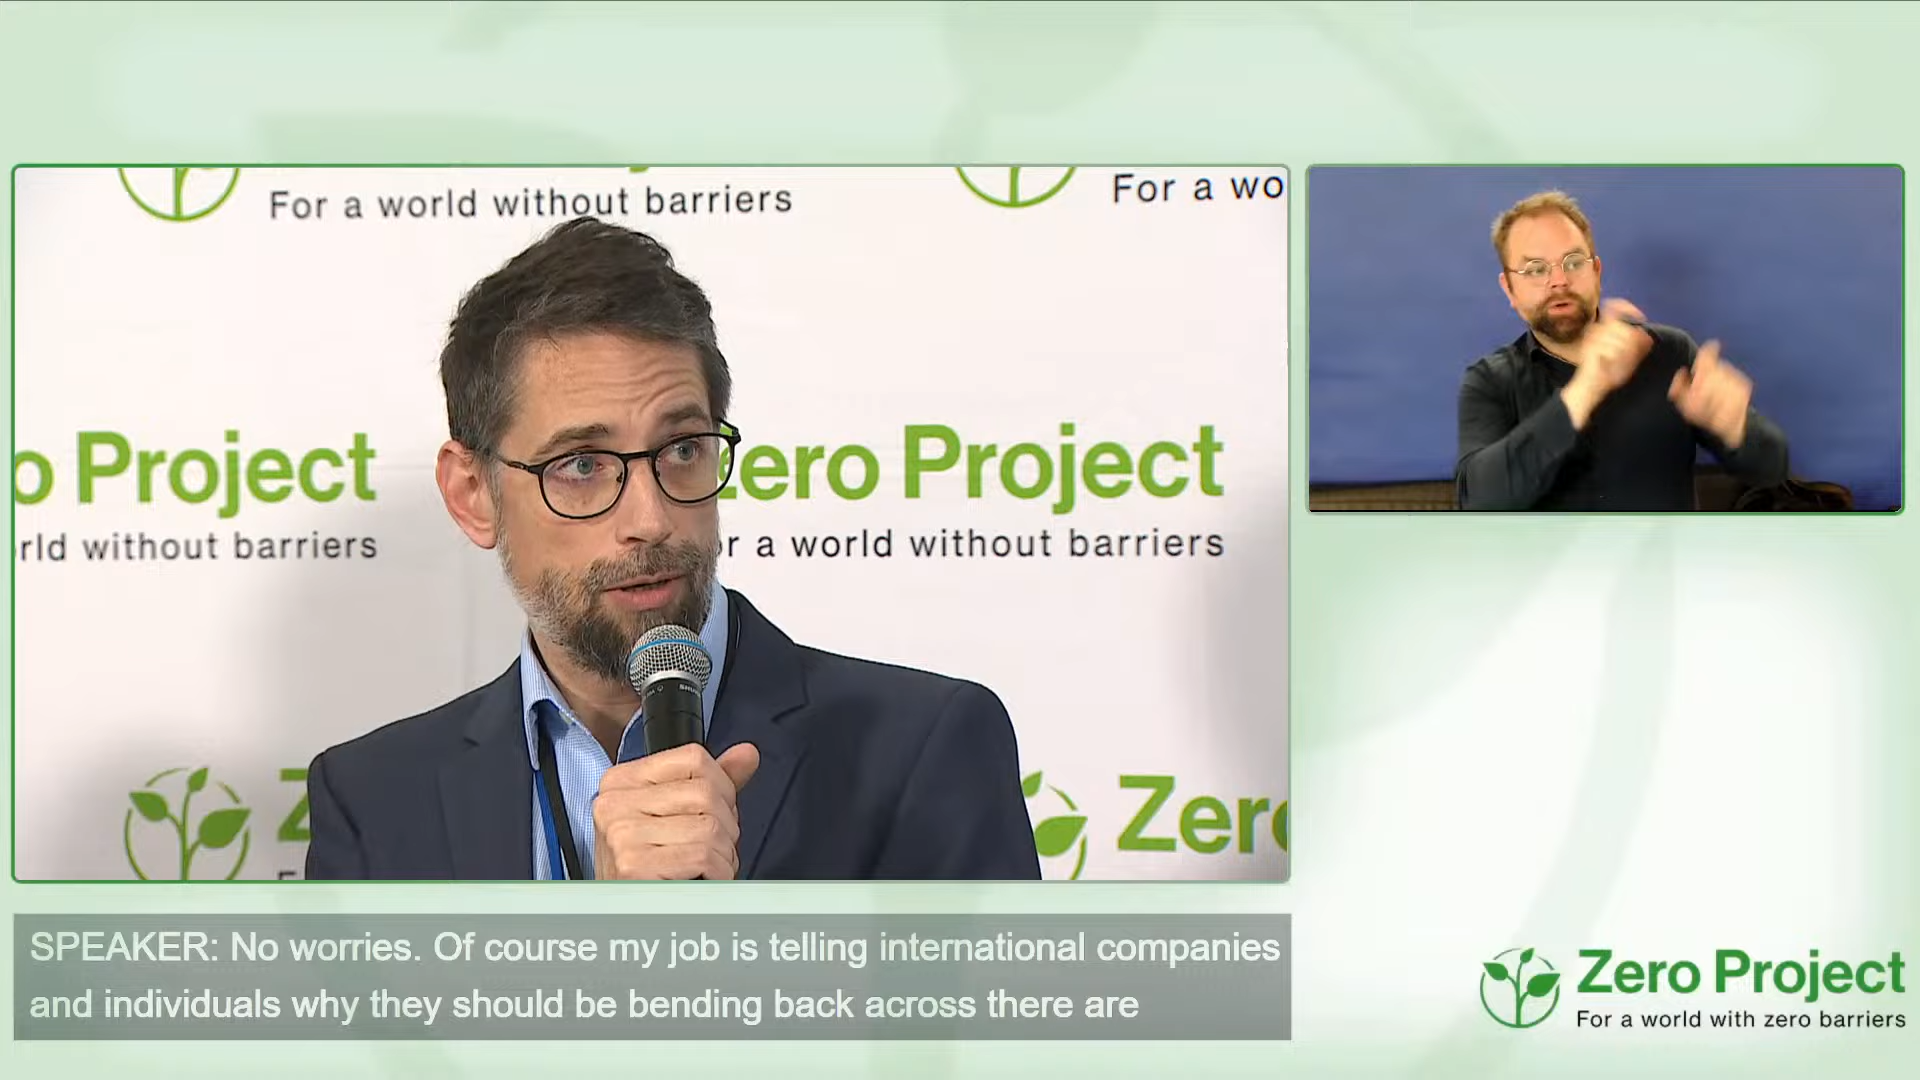 For a world without barriers
For a wo
o Project
Zero Project
rld without barriers
r a world without barriers
Zero
SPEAKER: No worries. Of course my job is telling international companies
and individuals why they should be bending back across there are
Zero Project
For a world with zero barriers